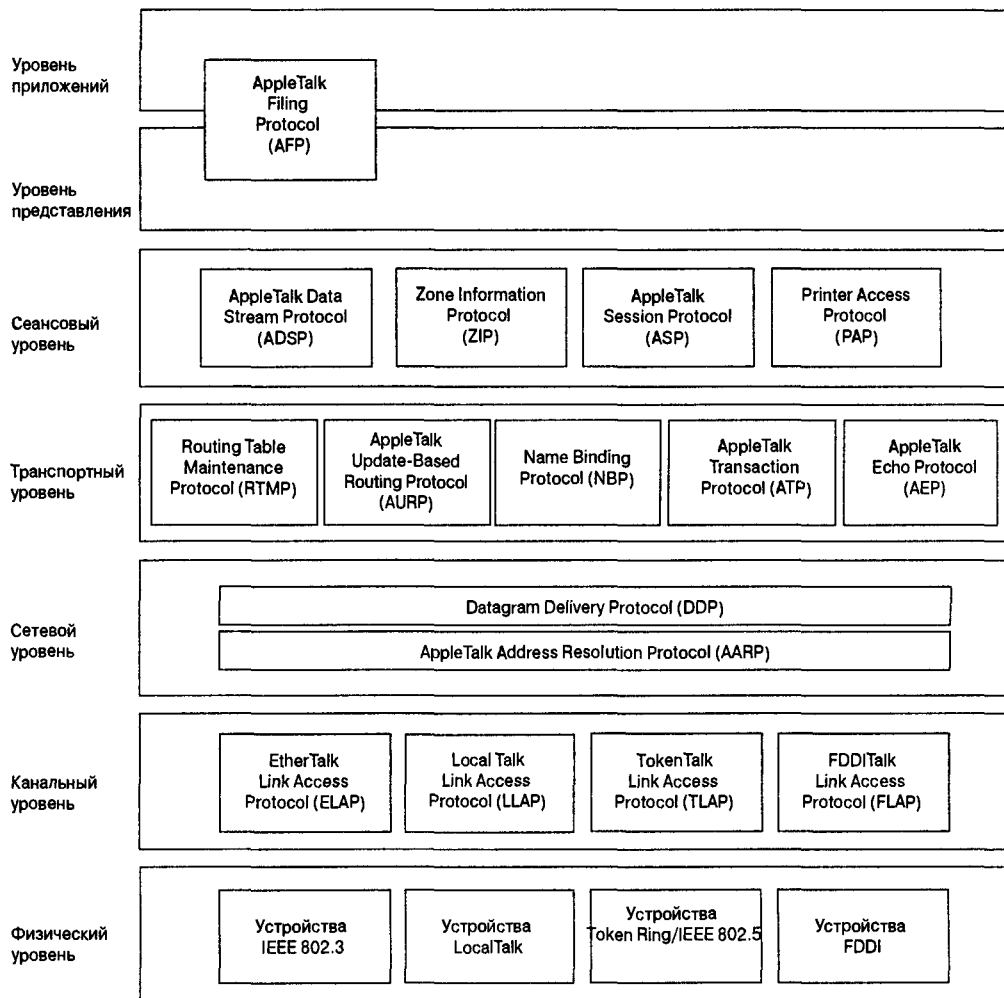 Уровень
приложений
AppleTalk
Filing
Protocol
(AFP)
Уровень
представления
Сеансовый
уровень
AppleTalk Data
Stream Protocol
(ADSP)
Zone Information
Protocol
(ZIP)
AppleTalk
Session Protocol
(ASP)
Printer Access
Protocol
(PAP)
Транспортный
уровень
Routing Table
Maintenance
Protocol (RTMP)
AppleTalk
Update-Based
Routing Protocol
(AURP)
Name Binding
Protocol (NBP)
AppleTalk
Transaction
Protocol (ATP)
AppleTalk
Echo Protocol
(AEP)
Сетевой
уровень
Datagram Delivery Protocol (DDP)
AppleTalk Address Resolution Protocol (AARP)
Канальный
уровень
EtherTalk
Link Access
Protocol (ELAP)
Local Talk
Link Access
Protocol (LLAP)
TokenTalk
Link Access
Protocol (TLAP)
FDDITalk
Link Access
Protocol (FLAP)
Физический
уровень
Устройства
IEEE 802.3
Устройства
LocalTalk
Устройства
Token Ring/IEEE 802.5
Устройства
FDDI